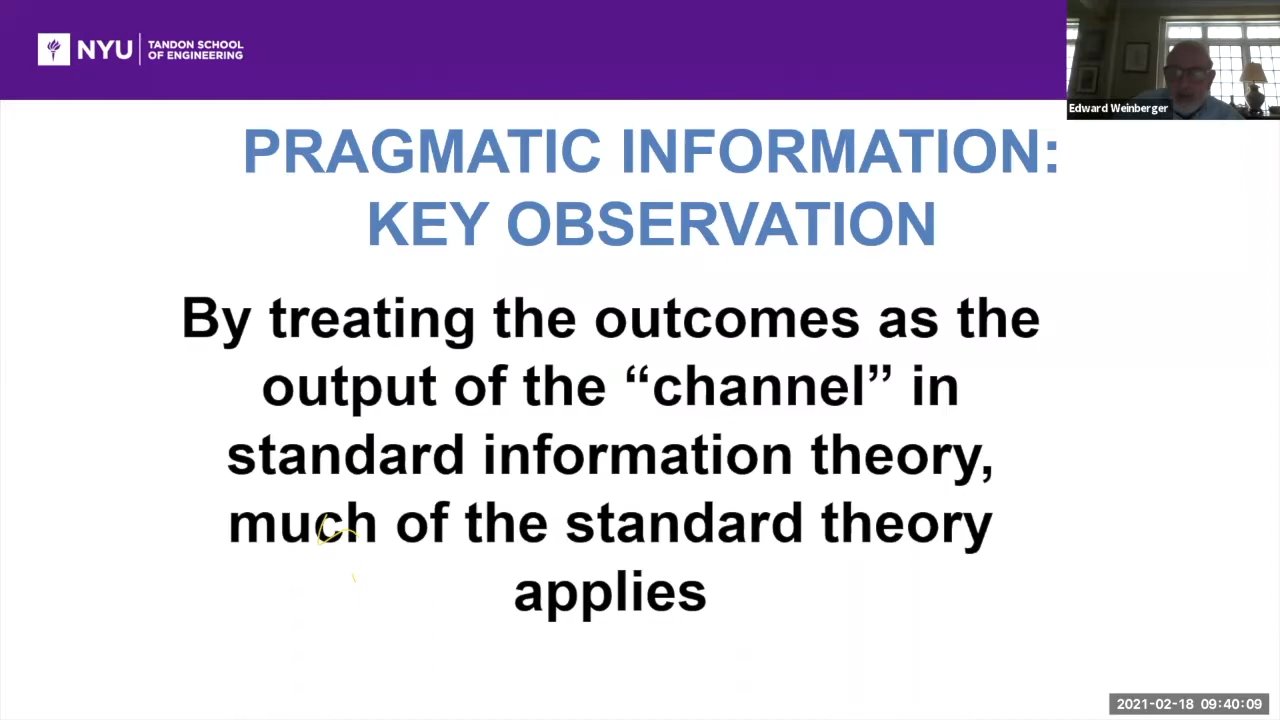 NYU
TANDON SCHOOL
OF ENGINEERING
Edward Weinberger
PRAGMATIC INFORMATION:
KEY OBSERVATION
By treating the outcomes as the
output of the “channel” in
standard information theory,
much of the standard theory
applies
2021-02-18 09:40:09